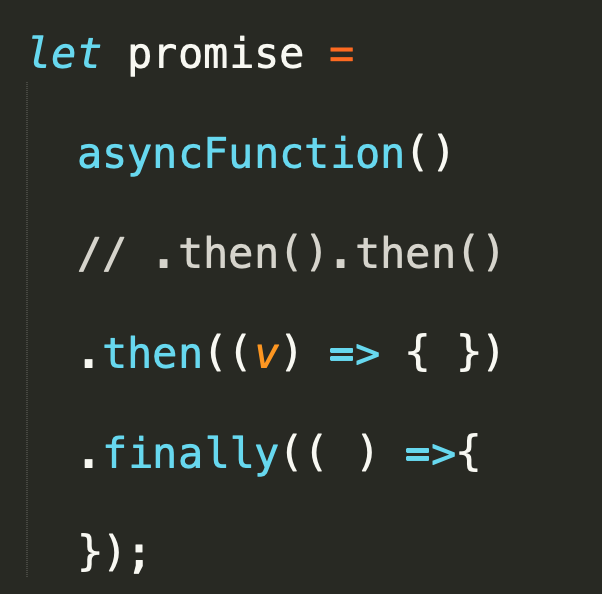 let promise =
asyncFunction()
// .then().then()
.then((v) => { })
.finally(( ) =>{
});